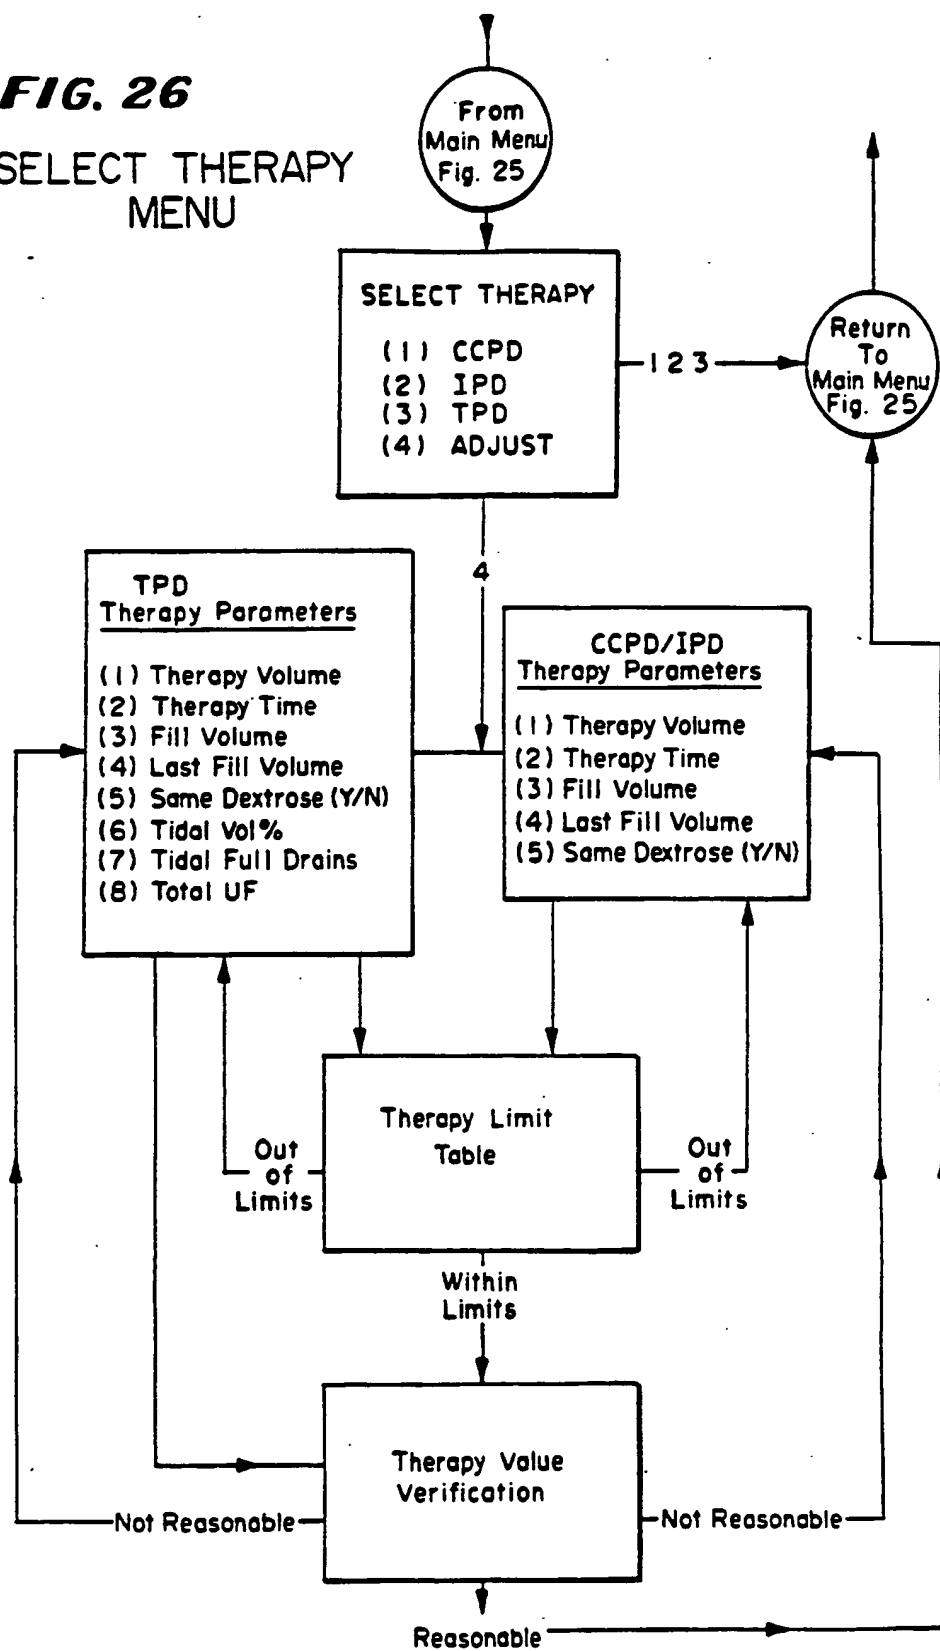 FIG. 26
SELECT THERAPY
MENU
From
Main Menu
Fig. 25
SELECT THERAPY
(1) CCPD
(2) IPD
(3) TPD
(4) ADJUST
1 2 3
Return
To
Main Menu
Fig. 25
4
TPD
Therapy Parameters
(1) Therapy Volume
(2) Therapy Time
(3) Fill Volume
(4) Last Fill Volume
(5) Same Dextrose (Y/N)
(6) Tidal Vol%
(7) Tidal Full Drains
(8) Total UF
CCPD/IPD
Therapy Parameters
(1) Therapy Volume
(2) Therapy Time
(3) Fill Volume
(4) Last Fill Volume
(5) Same Dextrose (Y/N)
Therapy Limit
Table
Out
of
Limits
Out
of
Limits
Within
Limits
Therapy Value
Verification
Not Reasonable
Not Reasonable
Reasonable